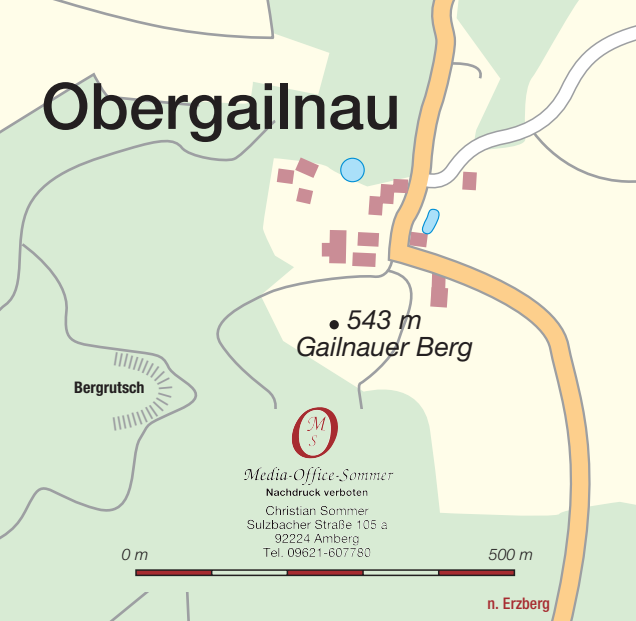 Obergailnau
543 m
Gailnauer Berg
Bergrutsch
M
S
Media-Office-Sommer
Nachdruck verboten
Christian Sommer
Sulzbacher Straße 105 a
92224 Amberg
Tel. 09621-607780
0 m 500 m
n. Erzberg